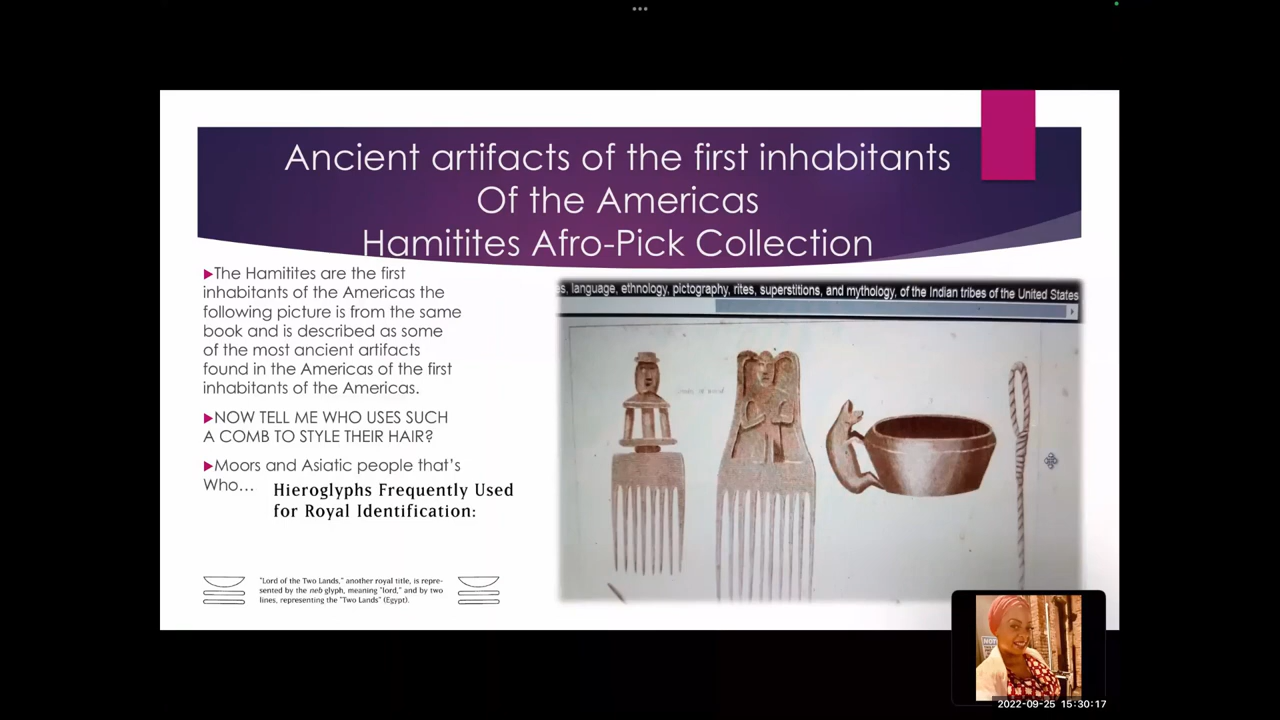 Ancient artifacts of the first inhabitants
Of the Americas
Hamitites Afro-Pick Collection
▶The Hamitites are the first
inhabitants of the Americas the
following picture is from the same
book and is described as some
of the most ancient artifacts
found in the Americas of the first
inhabitants of the Americas.
▶NOW TELL ME WHO USES SUCH
A COMB TO STYLE THEIR HAIR?
▶Moors and Asiatic people that’s
Who…
Hieroglyphs Frequently Used
for Royal Identification:
"Lord of the Two Lands," another royal title, is repre-
sented by the neb glyph, meaning "lord," and by two
lines, representing the "Two Lands" (Egypt).
s, language, ethnology, pictography, rites, superstitions, and mythology, of the Indian tribes of the United States
2022-09-25 15:30:17